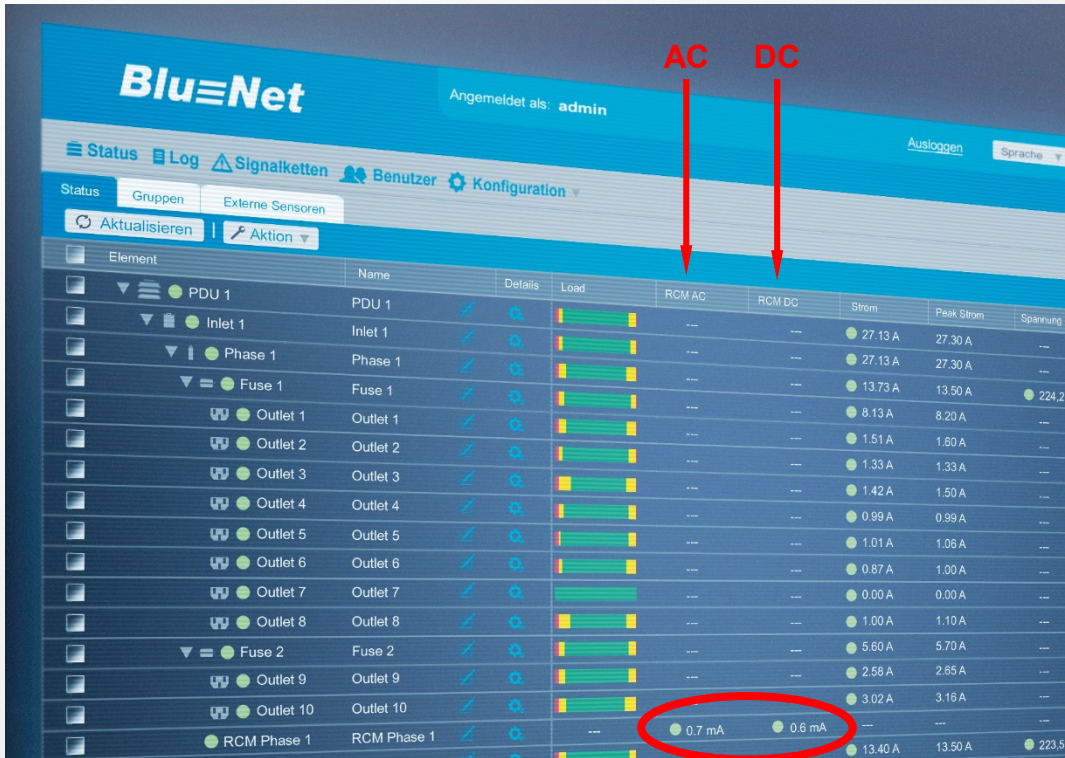 AC DC
BlueNet
Angemeldet als: admin
Ausloggen Sprache
Status Log Signalketten Benutzer Konfiguration
Status Gruppen Externe Sensoren
Aktualisieren | Aktion
Element Name Details Load RCM AC RCM DC Strom Peak Strom Spannung
PDU 1 PDU 1 --- --- 27.13 A 27.30 A ---
Inlet 1 Inlet 1 --- --- 27.13 A 27.30 A ---
Phase 1 Phase 1 --- --- 13.73 A 13.50 A 224,2
Fuse 1 Fuse 1 --- --- 8.13 A 8.20 A ---
Outlet 1 Outlet 1 --- --- 1.51 A 1.60 A ---
Outlet 2 Outlet 2 --- --- 1.33 A 1.33 A ---
Outlet 3 Outlet 3 --- --- 1.42 A 1.50 A ---
Outlet 4 Outlet 4 --- --- 0.99 A 0.99 A ---
Outlet 5 Outlet 5 --- --- 1.01 A 1.06 A ---
Outlet 6 Outlet 6 --- --- 0.87 A 1.00 A ---
Outlet 7 Outlet 7 --- --- 0.00 A 0.00 A ---
Outlet 8 Outlet 8 --- --- 1.00 A 1.10 A ---
Fuse 2 Fuse 2 --- --- 5.60 A 5.70 A ---
Outlet 9 Outlet 9 --- --- 2.58 A 2.65 A ---
Outlet 10 Outlet 10 --- --- 3.02 A 3.16 A ---
RCM Phase 1 RCM Phase 1 --- 0.7 mA 0.6 mA --- --- ---
13.40 A 13.50 A 223,5